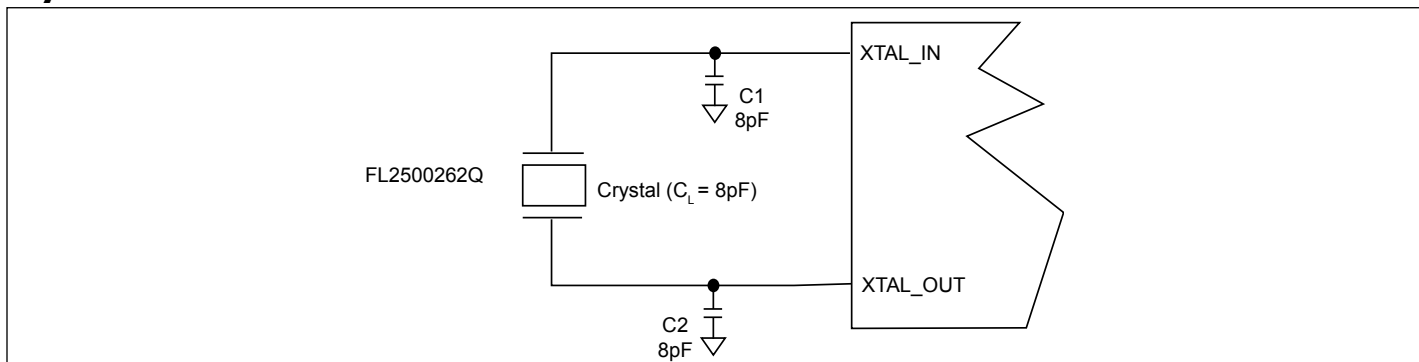 XTAL_IN
C1
8pF
FL2500262Q
Crystal (CL = 8pF)
XTAL_OUT
C2
8pF